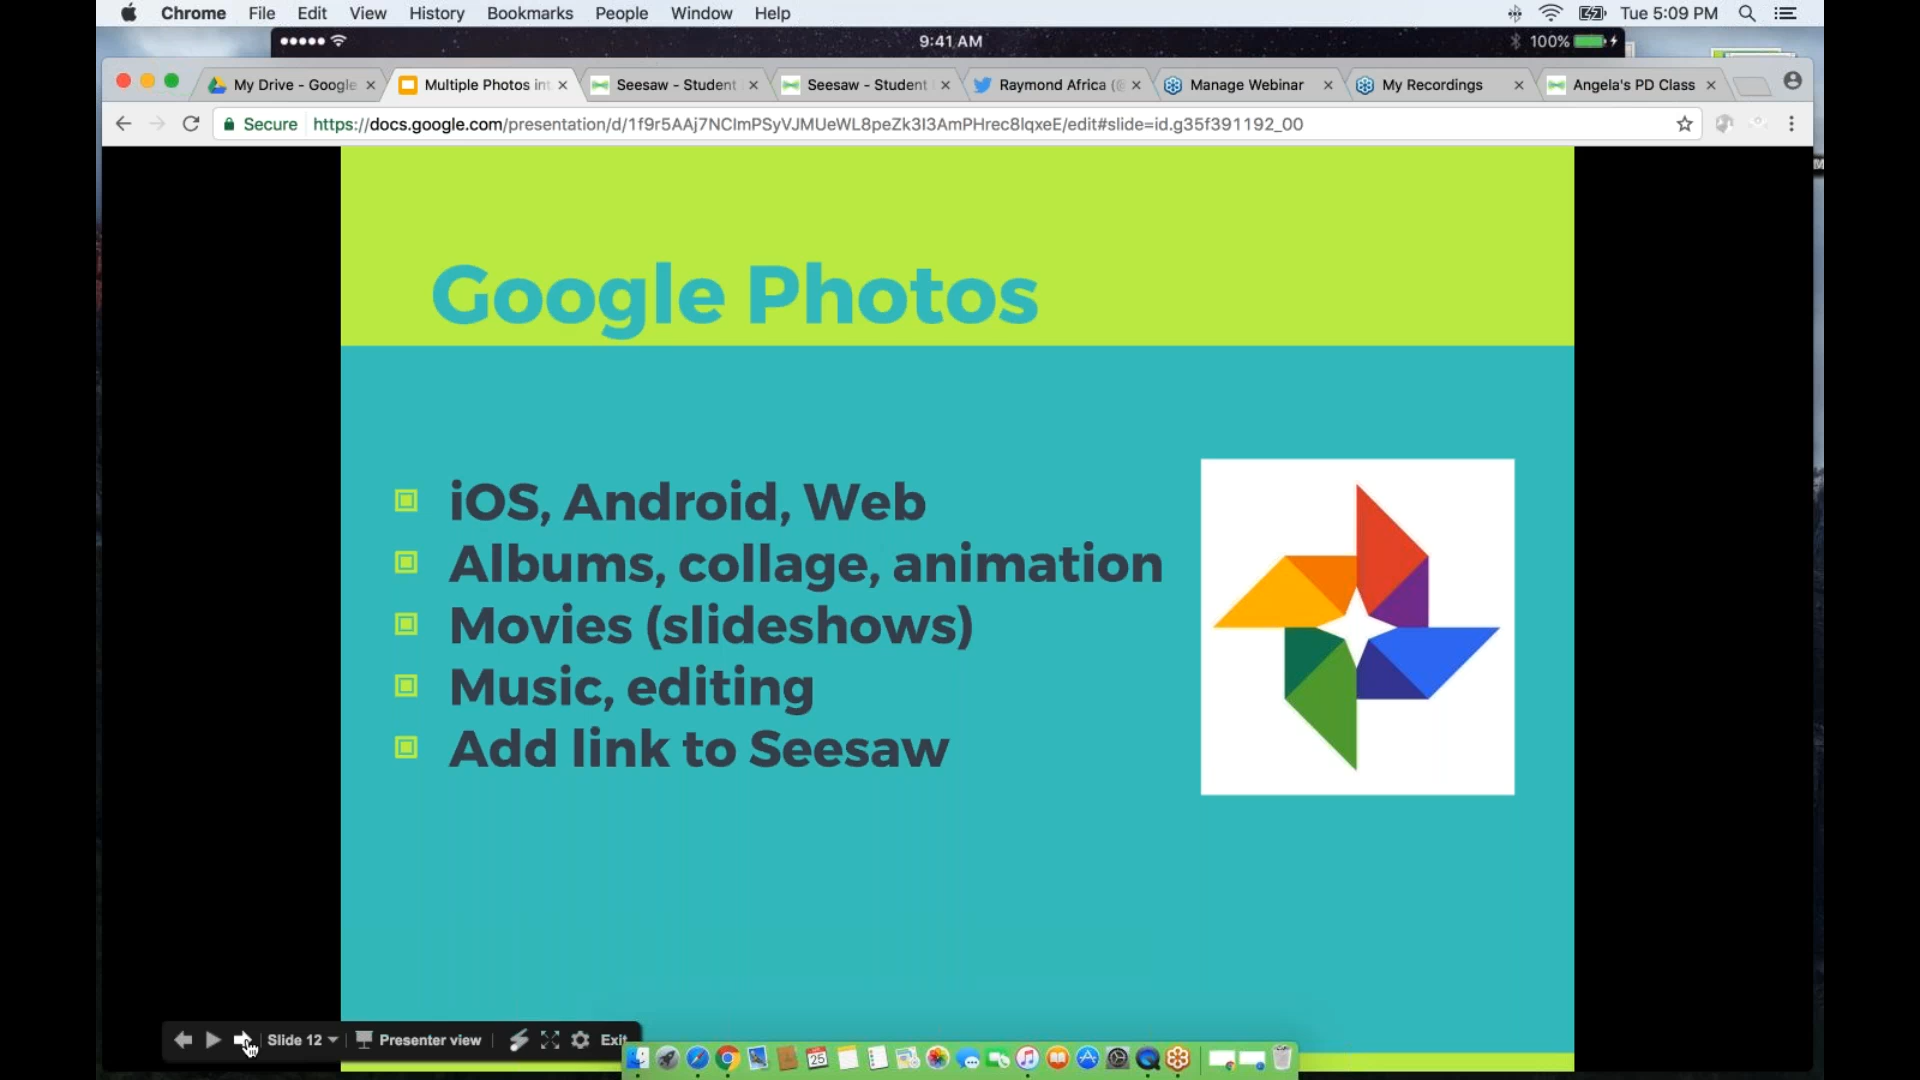 Chrome File Edit View History Bookmarks People Window Help Tue 5:09 PM
9:41 AM 100%
My Drive - Google Multiple Photos int Seesaw - Student Seesaw - Student Raymond Africa (@ Manage Webinar My Recordings Angela's PD Class
Secure https://docs.google.com/presentation/d/1f9r5AAj7NClmPSyVJMUeWL8peZk3I3AmPHrec8lqxeE/edit#slide=id.g35f391192_00
Google Photos
iOS, Android, Web
Albums, collage, animation
Movies (slideshows)
Music, editing
Add link to Seesaw
Slide 12 Presenter view Exit
25